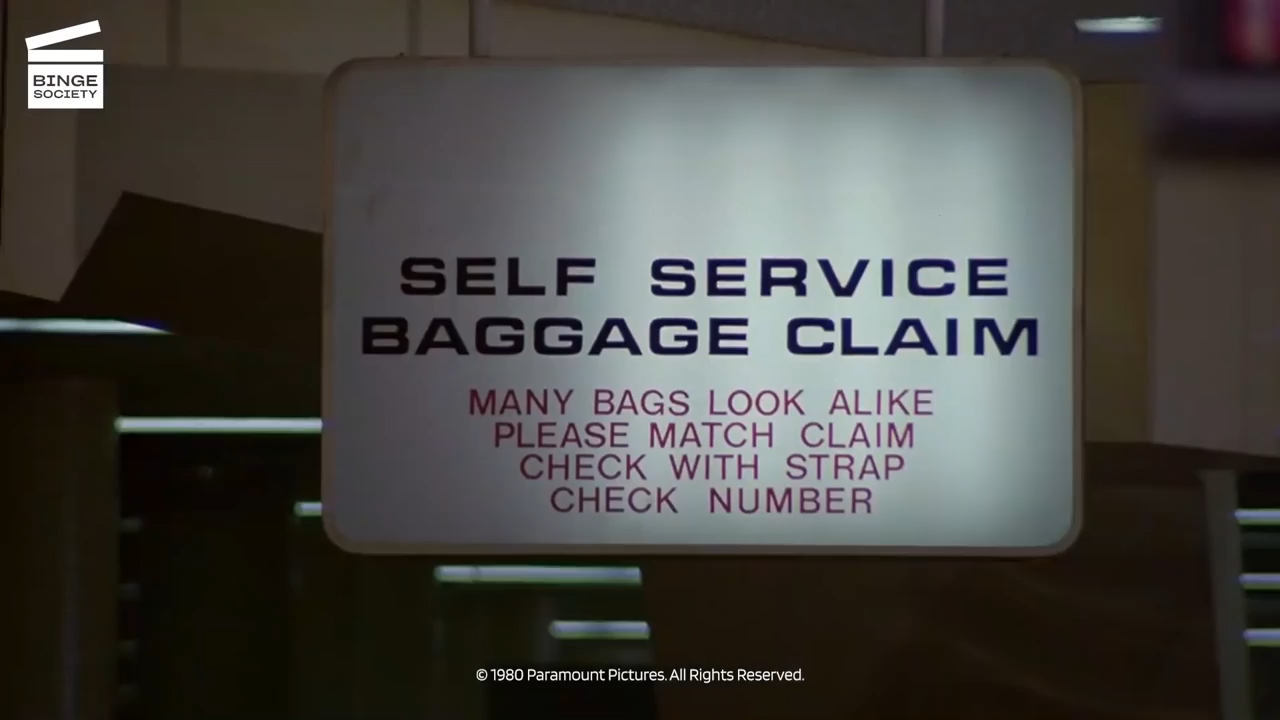 BINGE
SOCIETY
SELF SERVICE
BAGGAGE CLAIM
MANY BAGS LOOK ALIKE
PLEASE MATCH CLAIM
CHECK WITH STRAP
CHECK NUMBER
© 1980 Paramount Pictures. All Rights Reserved.